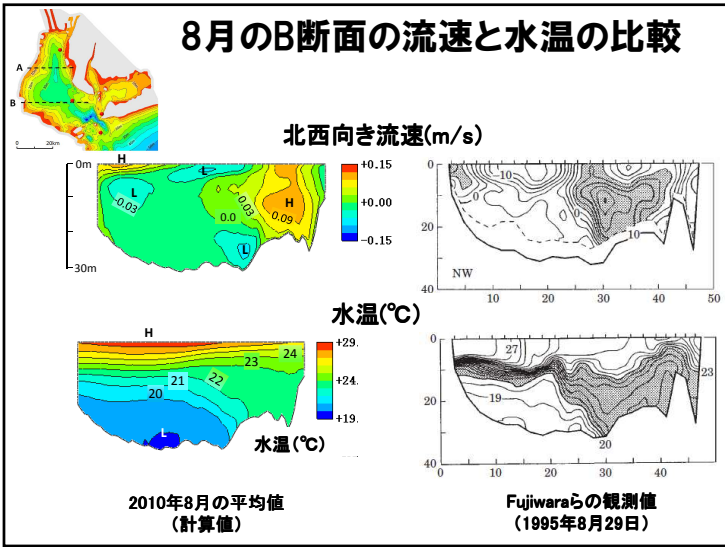 8月のB断面の流速と水温の比較
A
B
0 20km
北西向き流速(m/s)
H
0m
L
L
-0.03
0.0
-0.03
H
0.09
L
30m
+0.15
+0.00
-0.15
0
20
40
-10
0
0
10
NW
10 20 30 40 50
水温(℃)
H
24
23
22
21
20
L
水温(℃)
+29.
+24.
+19.
0
20
40
27
19
20
23
10 20 30 40
2010年8月の平均値
(計算値)
Fujiwaraらの観測値
(1995年8月29日)